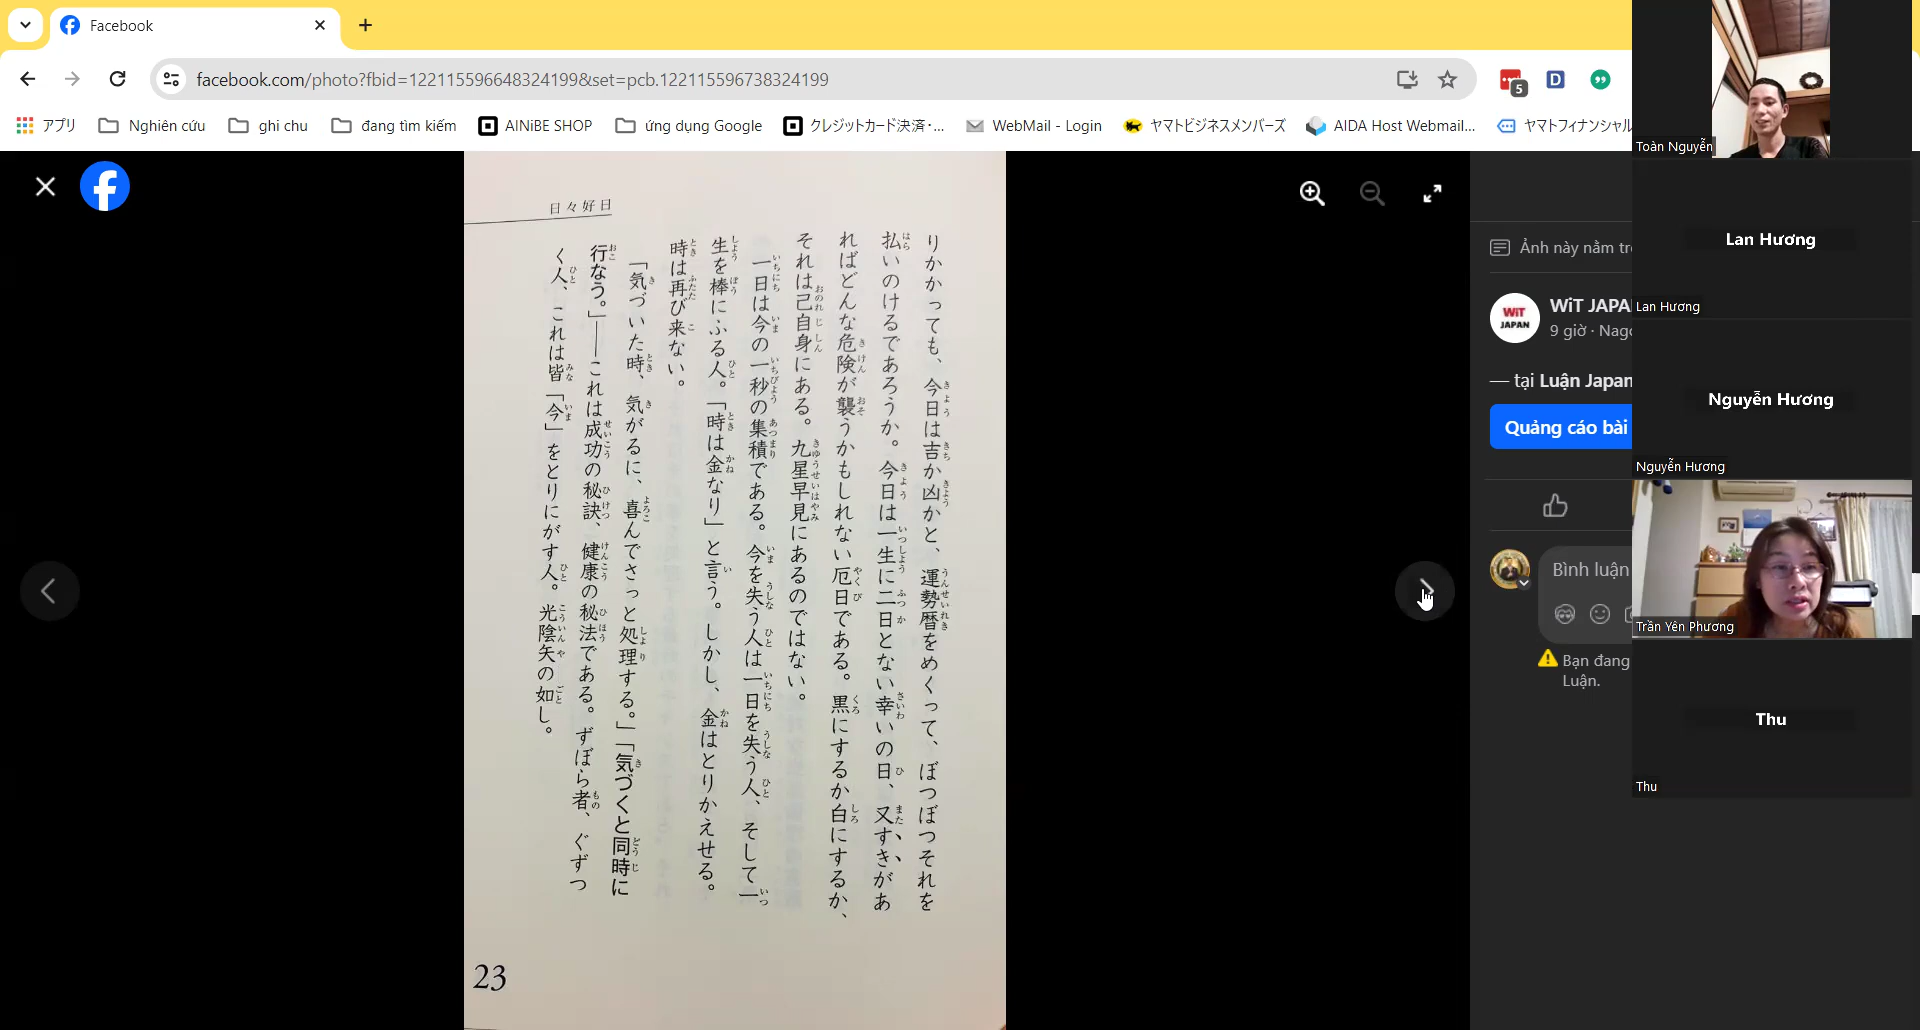 Facebook
facebook.com/photo?fbid=122115596648324199&set=pcb.122115596738324199
5
D
アプリ
Nghiên cứu
ghi chu
đang tìm kiếm
AINiBE SHOP
ứng dụng Google
クレジットカード決済・...
WebMail - Login
ヤマトビジネスメンバーズ
AIDA Host Webmail...
ヤマトフィナンシャル
日々好日
りかかっても、今日は吉か凶かと、運勢暦をめくって、ぼつぼつそれを
払いのけるであろうか。今日は一生に二日とない幸いの日、又すきがあ
ればどんな危険が襲うかもしれない厄日である。黒にするか白にするか、
それは己自身にある。九星早見にあるのではない。
一日は今の一秒の集積である。今を失う人は一日を失う人、そして一
生を棒にふる人。「時は金なり」と言う。しかし、金はとりかえせる。
時は再び来ない。
「気づいた時、気がるに、喜んでさっと処理する。」「気づくと同時に
行なう。」――これは成功の秘訣、健康の秘法である。ずぼら者、ぐずつ
く人、これは皆「今」をとりにがす人。光陰矢の如し。
23
Ảnh này nằm tr
WiT JAPA
WiT
JAPAN
9 giờ · Nag
— tại Luận Japan
Quảng cáo bài
Bình luận
Bạn đang
Luận.
Toàn Nguyễn
Lan Hương
Lan Hương
Nguyễn Hương
Nguyễn Hương
Trần Yên Phương
Thu
Thu